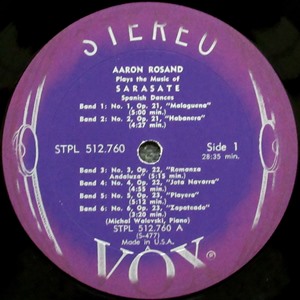 STEREO
AARON ROSAND
Plays the Music of
SARASATE
Spanish Dances
Band 1: No. 1, Op. 21, "Malaguena"
(5:00 min.)
Band 2: No. 2, Op. 21, "Habanera"
(4:27 min.)
STPL 512.760
Side 1
28:35 min.
Band 3: No. 3, Op. 22, "Romanza
Andaluza" (5:15 min.)
Band 4: No. 4, Op. 22, "Jota Navarra"
(4:55 min.)
Band 5: No. 5, Op. 23, "Playera"
(5:12 min.)
Band 6: No. 6, Op. 23, "Zapateado"
(3:20 min.)
(Michal Walevski, Piano)
STPL 512.760 A
(S-477)
Made in U.S.A.
VOX